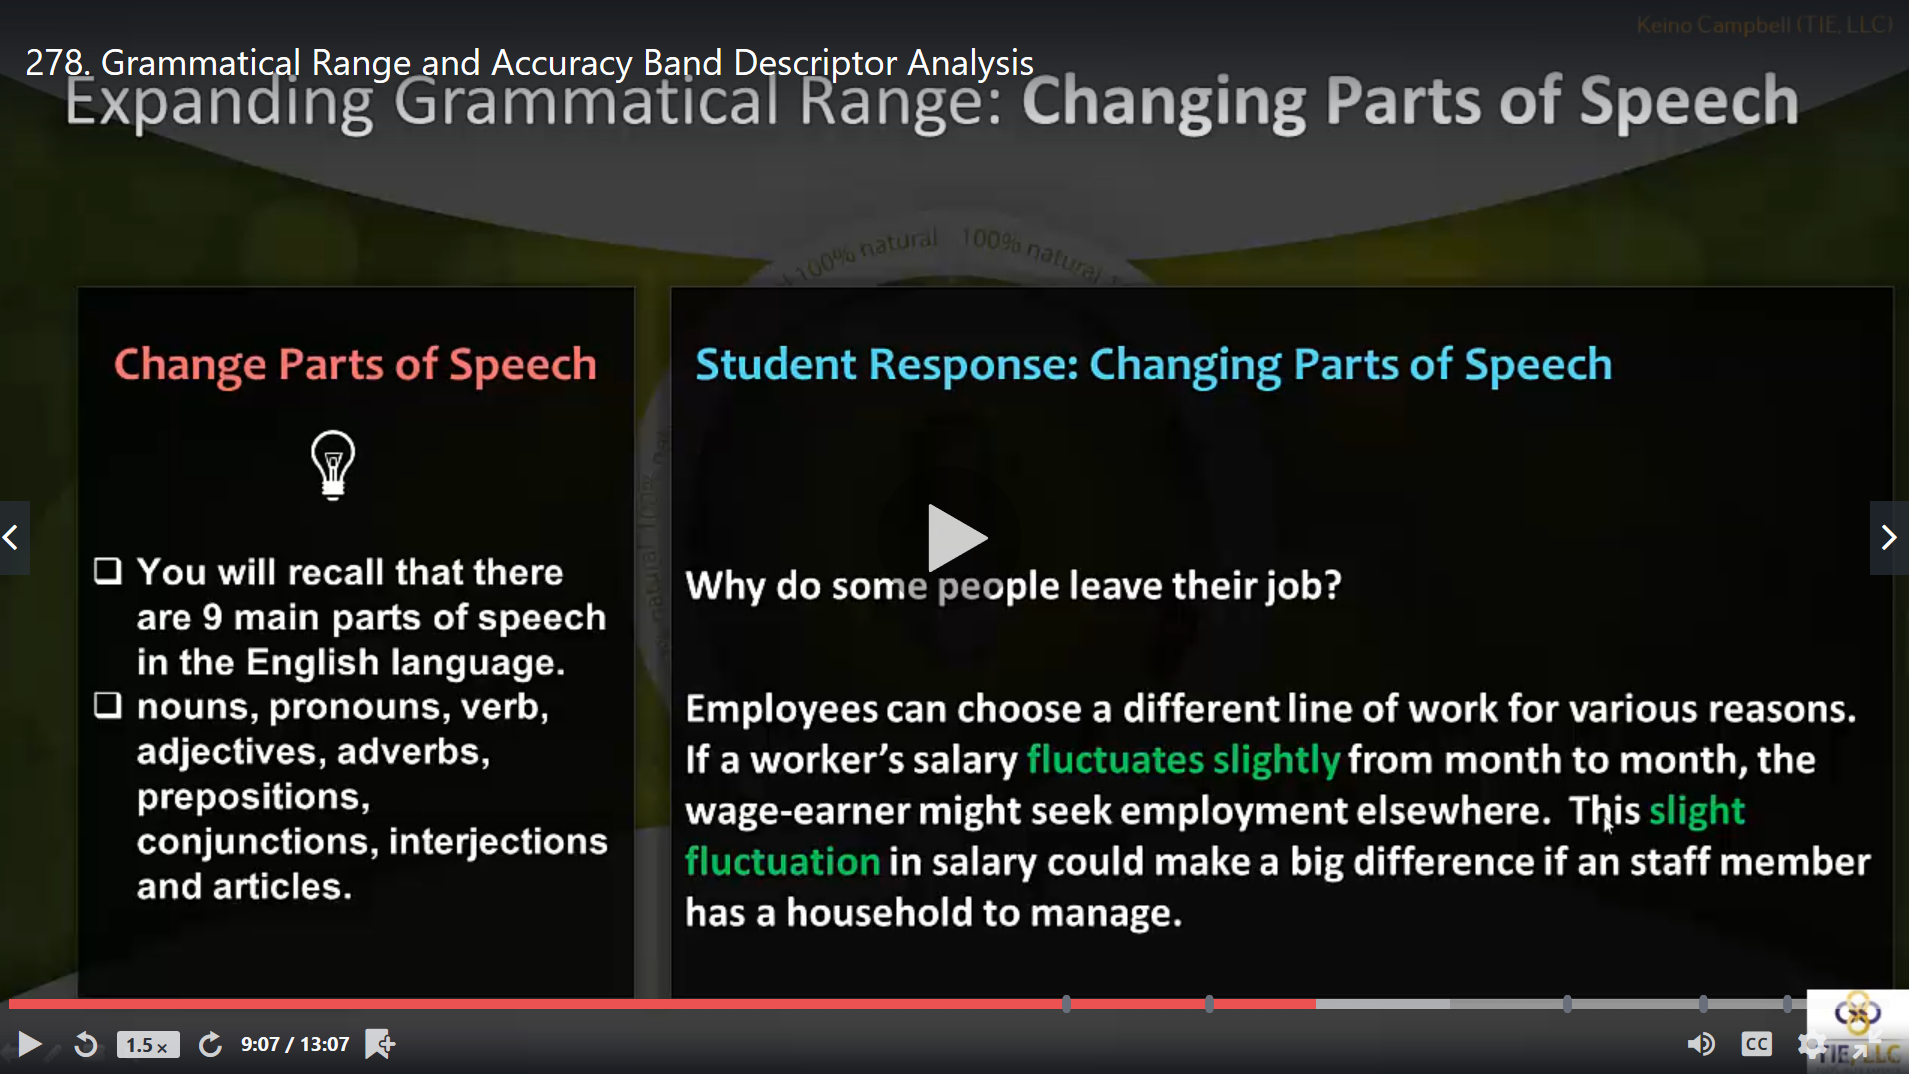 Keino Campbell (TIE, LLC)
278. Grammatical Range and Accuracy Band Descriptor Analysis
Expanding Grammatical Range: Changing Parts of Speech
100% natural 100% natural
Change Parts of Speech
You will recall that there
are 9 main parts of speech
in the English language.
nouns, pronouns, verb,
adjectives, adverbs,
prepositions,
conjunctions, interjections
and articles.
Student Response: Changing Parts of Speech
Why do some people leave their job?
Employees can choose a different line of work for various reasons.
If a worker’s salary fluctuates slightly from month to month, the
wage-earner might seek employment elsewhere. This slight
fluctuation in salary could make a big difference if an staff member
has a household to manage.
natural 100%
1.5 x
9:07 / 13:07
CC
TIE, LLC